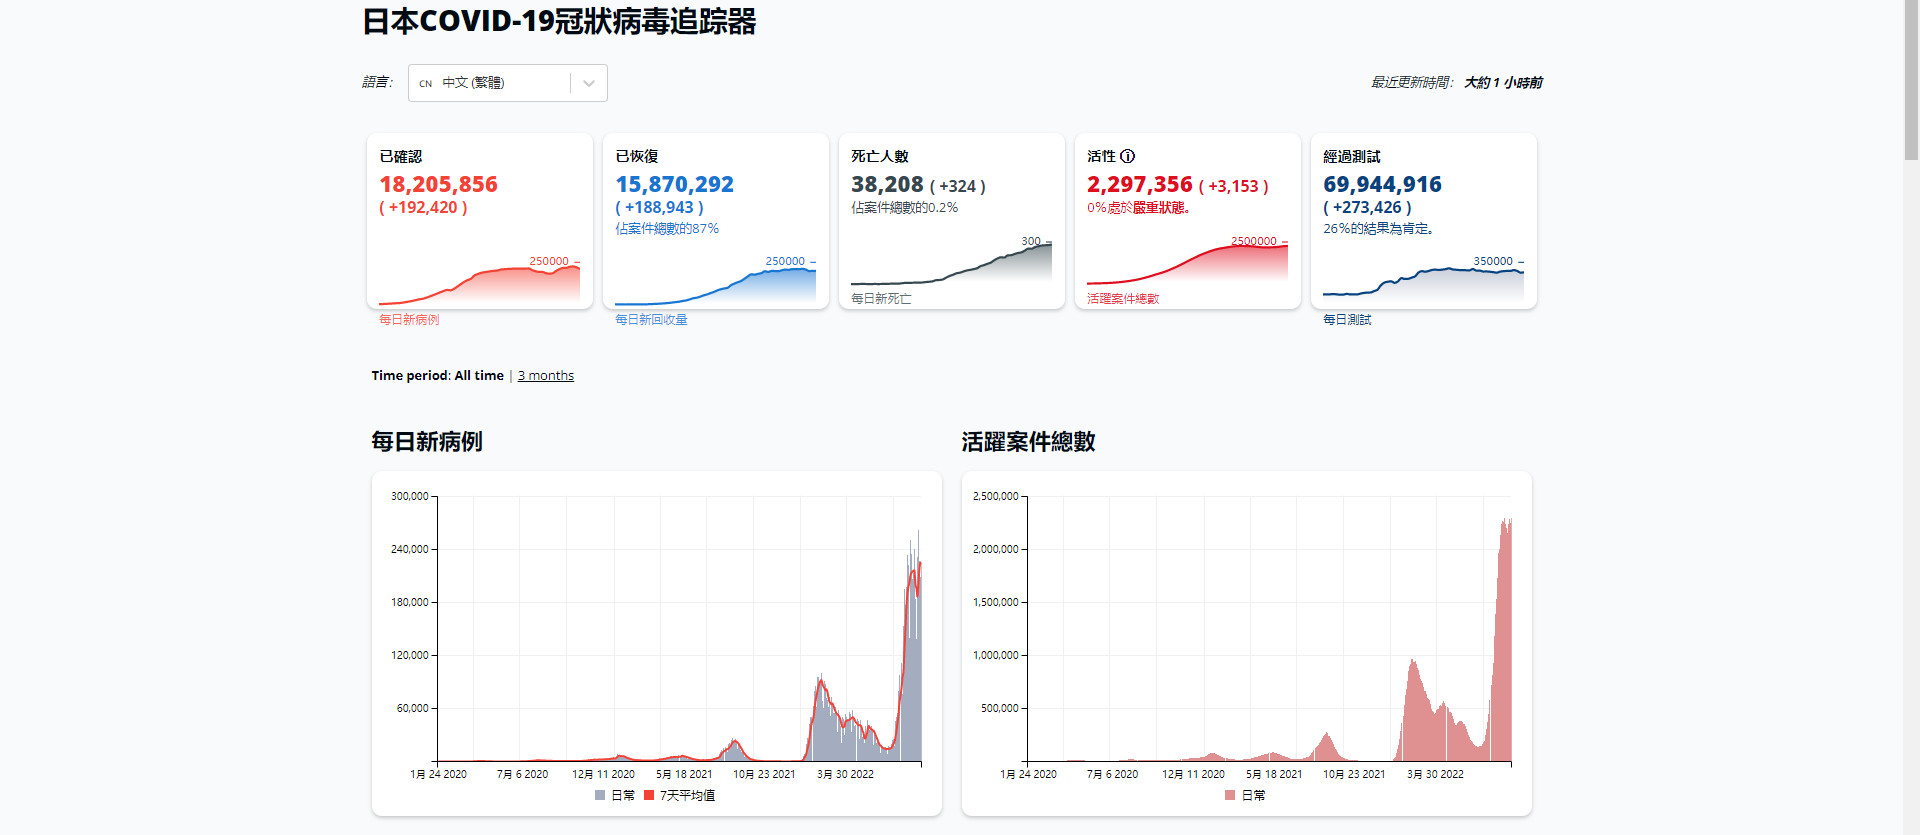 日本COVID-19冠狀病毒追踪器
語言： CN 中文 (繁體) 最近更新時間： 大約 1 小時前
已確認
18,205,856
( +192,420 )
250000
每日新病例
已恢復
15,870,292
( +188,943 )
佔案件總數的87%
250000
每日新回收量
死亡人數
38,208 ( +324 )
佔案件總數的0.2%
300
每日新死亡
活性
2,297,356 ( +3,153 )
0%處於嚴重狀態。
2500000
活躍案件總數
經過測試
69,944,916
( +273,426 )
26%的結果為肯定。
350000
每日測試
Time period: All time | 3 months
每日新病例
300,000
240,000
180,000
120,000
60,000
1月 24 2020 7月 6 2020 12月 11 2020 5月 18 2021 10月 23 2021 3月 30 2022
日常 7天平均值
活躍案件總數
2,500,000
2,000,000
1,500,000
1,000,000
500,000
1月 24 2020 7月 6 2020 12月 11 2020 5月 18 2021 10月 23 2021 3月 30 2022
日常